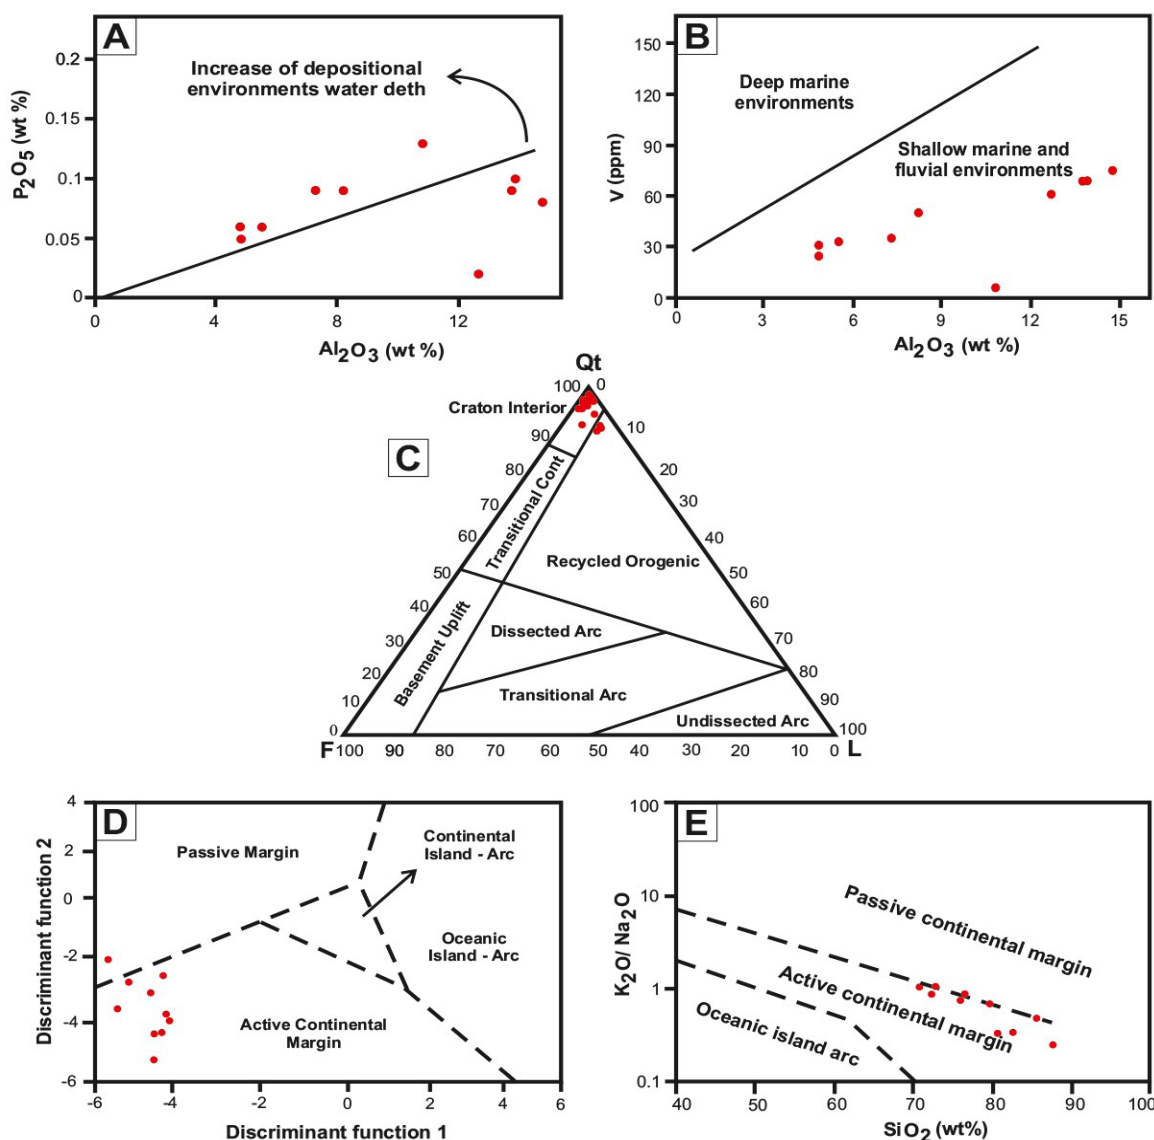 A
0.2
0.15
0.1
0.05
0
P2O5 (wt %)
Increase of depositional
environments water deth
0 4 8 12
Al2O3 (wt %)
B
150
120
90
60
30
0
V (ppm)
Deep marine
environments
Shallow marine and
fluvial environments
0 3 6 9 12 15
Al2O3 (wt %)
C
Qt
100 0
Craton Interior
90 10
80 20
70 30
60 40
50 50
40 60
30 70
20 80
10 90
0 100
Transitional Cont
Recycled Orogenic
Basement Uplift
Dissected Arc
Transitional Arc
Undissected Arc
F 100 90 80 70 60 50 40 30 20 10 0 L
D
4
2
0
-2
-4
-6
Discriminant function 2
Passive Margin
Continental
Island - Arc
Oceanic
Island - Arc
Active Continental
Margin
-6 -4 -2 0 2 4 6
Discriminant function 1
E
100
10
1
0.1
K2O/ Na2O
Passive continental margin
Active continental margin
Oceanic island arc
40 50 60 70 80 90 100
SiO2 (wt%)